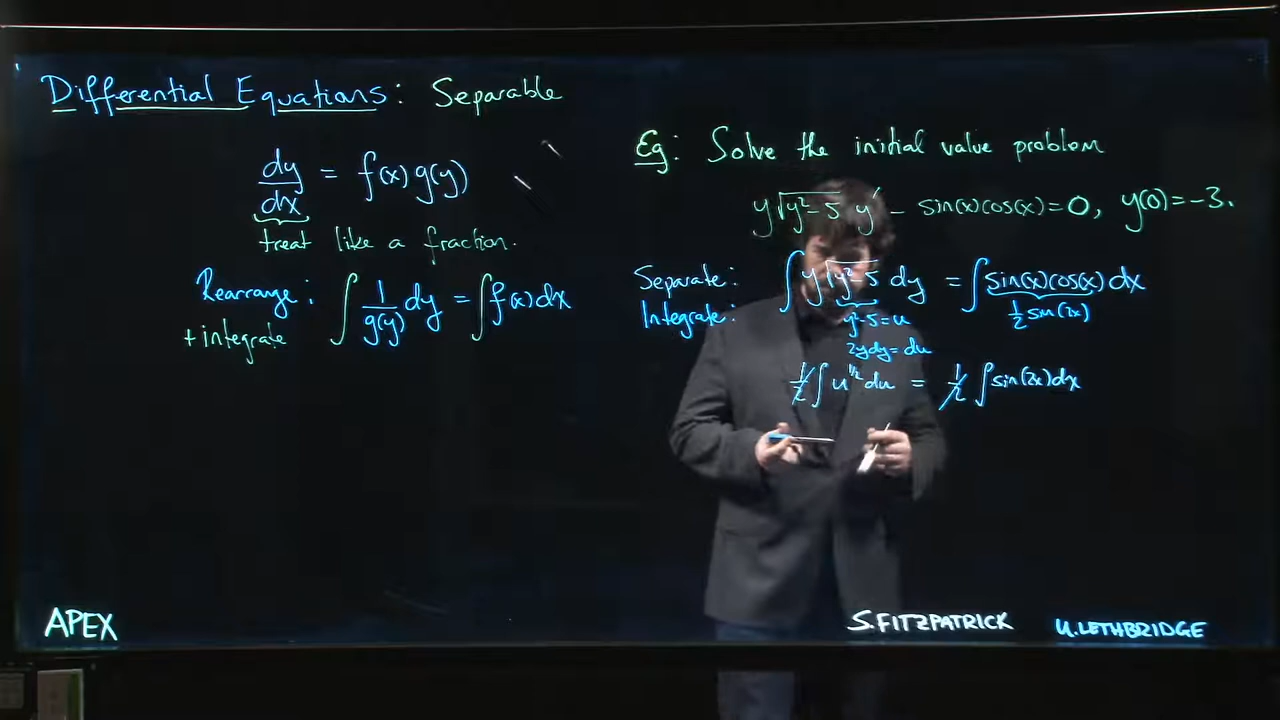 Differential Equations: Separable
dy/dx = f(x)g(y)
treat like a fraction.
Rearrange: ∫ 1/g(y) dy = ∫f(x)dx
+integrate
Eg: Solve the initial value problem
y√(y²-5) y' - sin(x)cos(x)=0, y(0)=-3.
Separate: ∫ y√(y²-5) dy = ∫sin(x)cos(x)dx
Integrate: y²-5=u ½ sin(2x)
2ydy=du
½∫u^(1/2) du = ½∫sin(2x)dx
APEX
S.FITZPATRICK
U.LETHBRIDGE